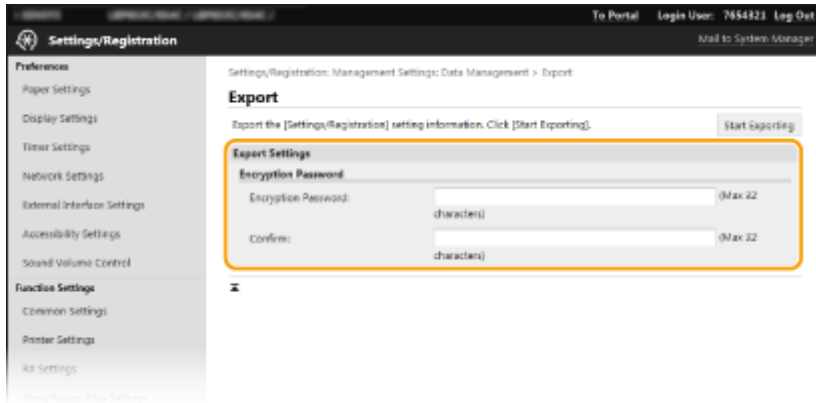 To Portal Login User: 7654321 Log Out
Settings/Registration
Mail to System Manager
Preferences
Paper Settings
Display Settings
Timer Settings
Network Settings
External Interface Settings
Accessibility Settings
Sound Volume Control
Function Settings
Common Settings
Printer Settings
RX Settings
Settings/Registration: Management Settings: Data Management > Export
Export
Export the [Settings/Registration] setting information. Click [Start Exporting].
Start Exporting
Export Settings
Encryption Password
Encryption Password:
(Max 32
characters)
Confirm:
(Max 32
characters)